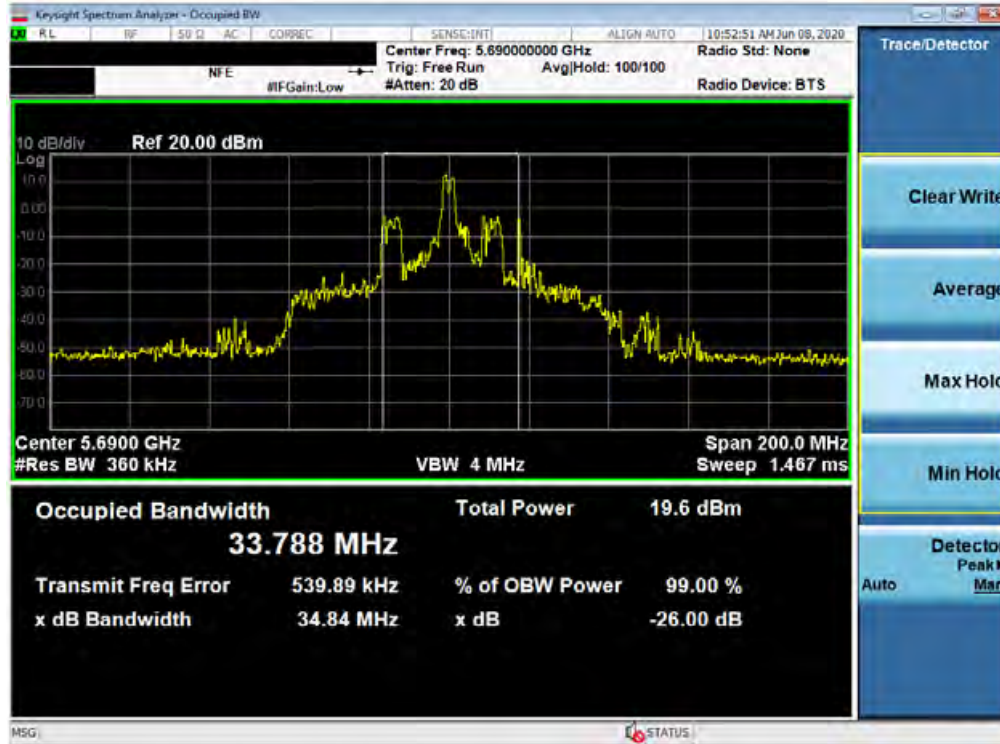 Keysight Spectrum Analyzer - Occupied BW
RL RF 50 Ω AC CORREC SENSE:INT ALIGN AUTO 10:52:51 AM Jun 08, 2020
Center Freq: 5.690000000 GHz Radio Std: None
NFE Trig: Free Run Avg|Hold: 100/100
#IFGain:Low #Atten: 20 dB Radio Device: BTS
Trace/Detector
10 dB/div Ref 20.00 dBm
Log
10.0
0.00
-10.0
-20.0
-30.0
-40.0
-50.0
-60.0
-70.0
Center 5.6900 GHz Span 200.0 MHz
#Res BW 360 kHz VBW 4 MHz Sweep 1.467 ms
Occupied Bandwidth Total Power 19.6 dBm
33.788 MHz
Transmit Freq Error 539.89 kHz % of OBW Power 99.00 %
x dB Bandwidth 34.84 MHz x dB -26.00 dB
Clear Write
Average
Max Hold
Min Hold
Detector
Peak
Auto Man
MSG STATUS